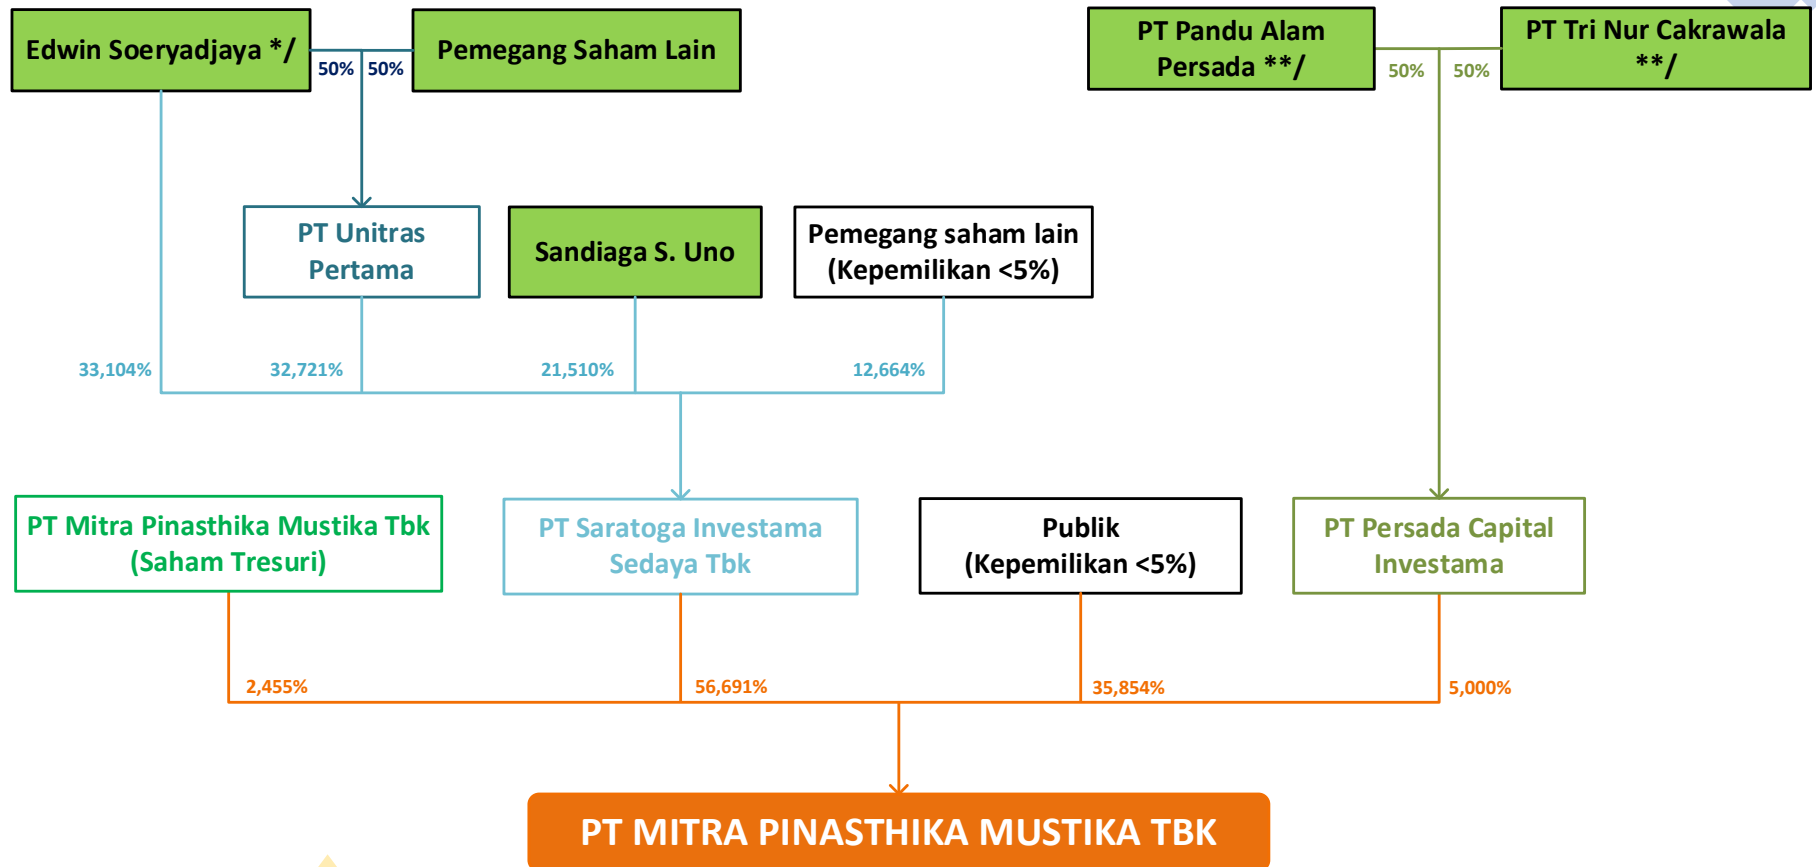 Edwin Soeryadjaya */
50%
50%
Pemegang Saham Lain
PT Pandu Alam
Persada **/
50%
50%
PT Tri Nur Cakrawala
**/
PT Unitras
Pertama
Sandiaga S. Uno
Pemegang saham lain
(Kepemilikan <5%)
33,104%
32,721%
21,510%
12,664%
PT Mitra Pinasthika Mustika Tbk
(Saham Tresuri)
PT Saratoga Investama
Sedaya Tbk
Publik
(Kepemilikan <5%)
PT Persada Capital
Investama
2,455%
56,691%
35,854%
5,000%
PT MITRA PINASTHIKA MUSTIKA TBK